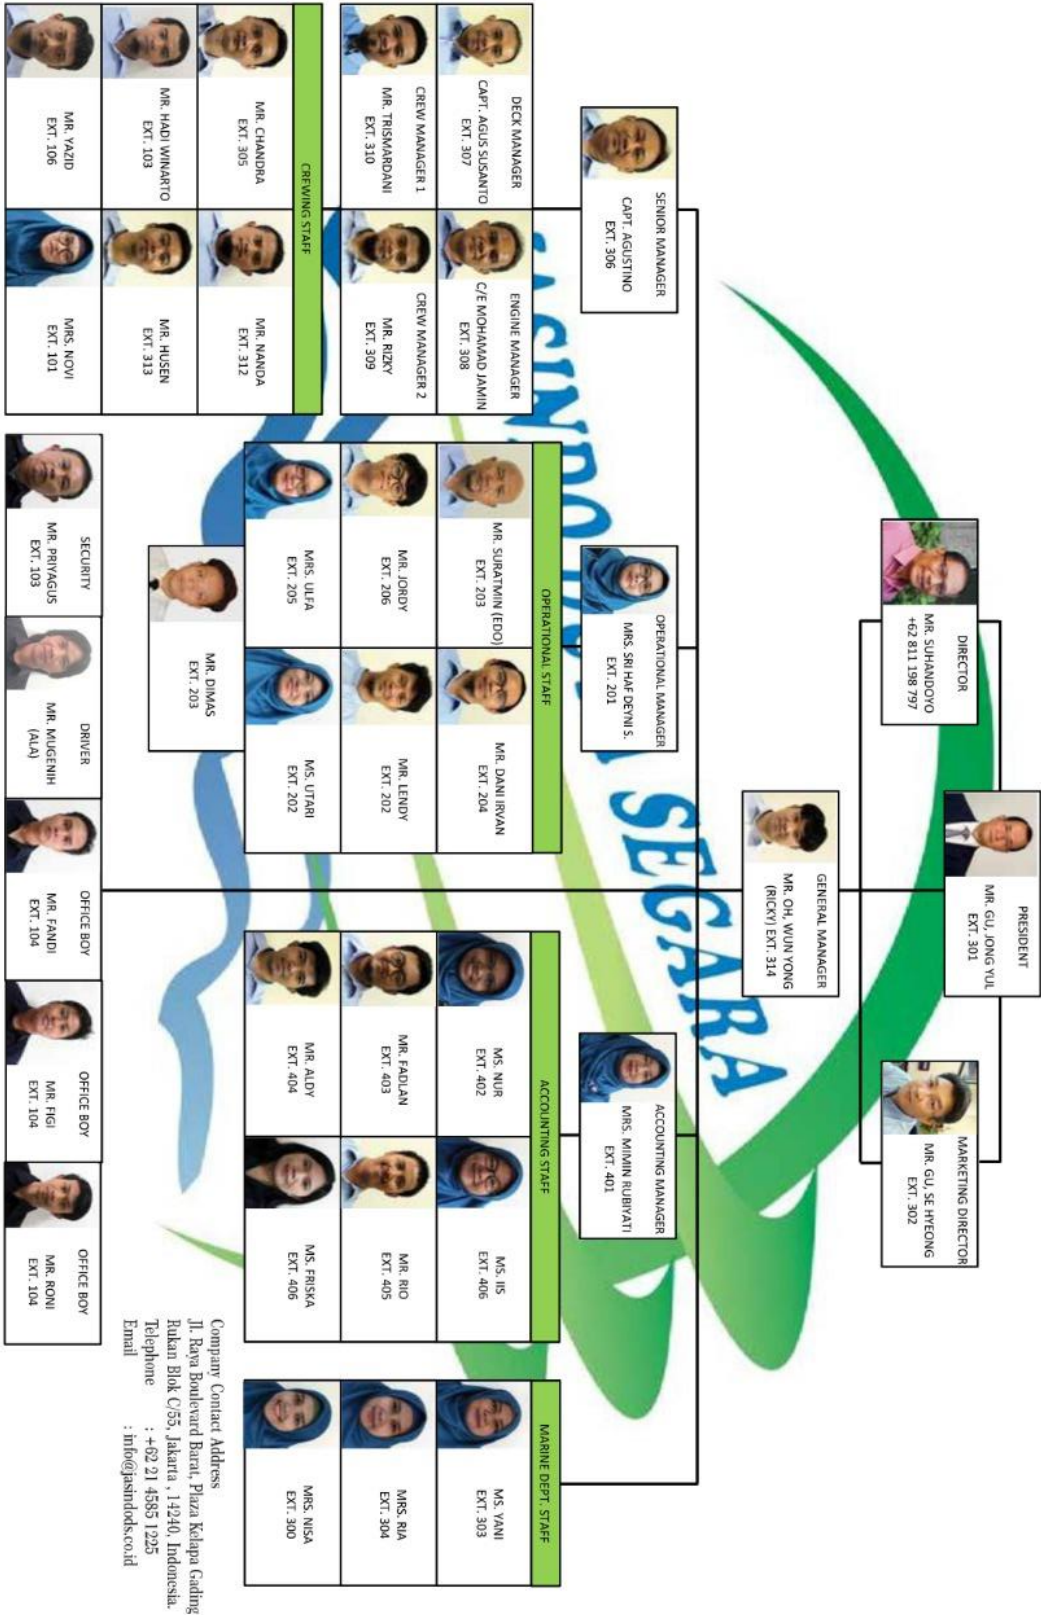 PRESIDENT
MR. GU, JONG YUL
EXT. 301
DIRECTOR
MR. SUHANDOYO
+62 811 198 797
MARKETING DIRECTOR
MR. GU, SE HYEONG
EXT. 302
GENERAL MANAGER
MR. OH, WUN YONG
(RICKY) EXT. 314
SENIOR MANAGER
CAPT. AGUSTINO
EXT. 306
OPERATIONAL MANAGER
MRS. SRI HAF DEYNI S.
EXT. 201
ACCOUNTING MANAGER
MRS. MIMIN RUBIYATI
EXT. 401
DECK MANAGER
CAPT. AGUS SUSANTO
EXT. 307
ENGINE MANAGER
C/E MOHAMAD JAMIN
EXT. 308
CREW MANAGER 1
MR. TRISMARDANI
EXT. 310
CREW MANAGER 2
MR. RIZKY
EXT. 309
CREWING STAFF
MR. CHANDRA
EXT. 305
MR. NANDA
EXT. 312
MR. HADI WINARTO
EXT. 103
MR. HUSEN
EXT. 313
MR. YAZID
EXT. 106
MRS. NOVI
EXT. 101
OPERATIONAL STAFF
MR. SURATMIN (EDO)
EXT. 203
MR. DANI IRVAN
EXT. 204
MR. JORDY
EXT. 206
MR. LENDY
EXT. 202
MRS. ULFA
EXT. 205
MS. UTARI
EXT. 202
MR. DIMAS
EXT. 203
ACCOUNTING STAFF
MS. NUR
EXT. 402
MS. IIS
EXT. 406
MR. FADLAN
EXT. 403
MR. RIO
EXT. 405
MR. ALDY
EXT. 404
MS. FRISKA
EXT. 406
MARINE DEPT. STAFF
MS. YANI
EXT. 303
MRS. RIA
EXT. 304
MRS. NISA
EXT. 300
SECURITY
MR. PRIYAGUS
EXT. 103
DRIVER
MR. MUGENIH
(ALA)
OFFICE BOY
MR. FANDI
EXT. 104
OFFICE BOY
MR. FIGI
EXT. 104
OFFICE BOY
MR. RONI
EXT. 104
Company Contact Address
Jl. Raya Boulevard Barat, Plaza Kelapa Gading
Rukan Blok C/55, Jakarta , 14240, Indonesia.
Telephone : +62 21 4585 1225
Email : info@jasindods.co.id
SEGARA